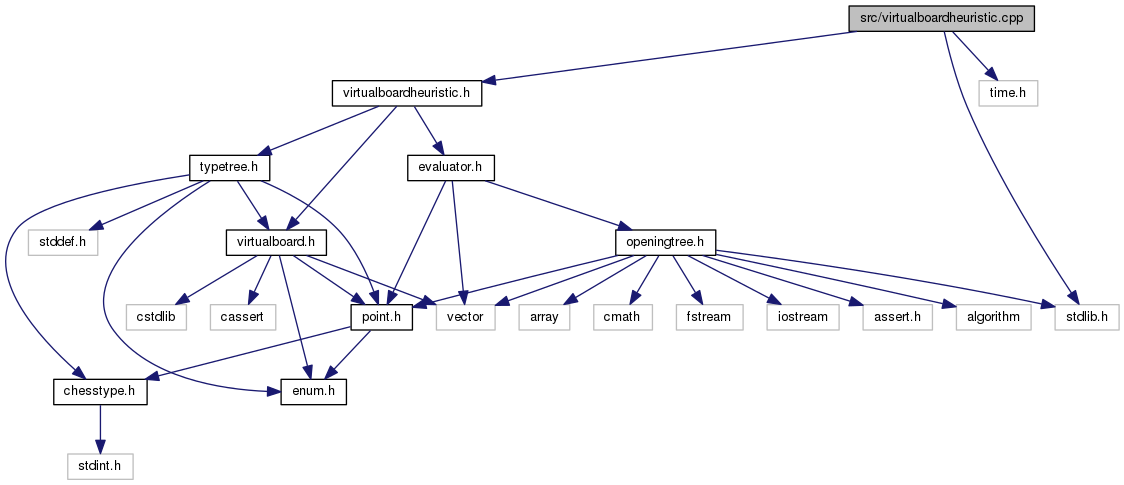 src/virtualboardheuristic.cpp
virtualboardheuristic.h
time.h
typetree.h
evaluator.h
stddef.h
virtualboard.h
openingtree.h
cstdlib
cassert
point.h
vector
array
cmath
fstream
iostream
assert.h
algorithm
stdlib.h
chesstype.h
enum.h
stdint.h